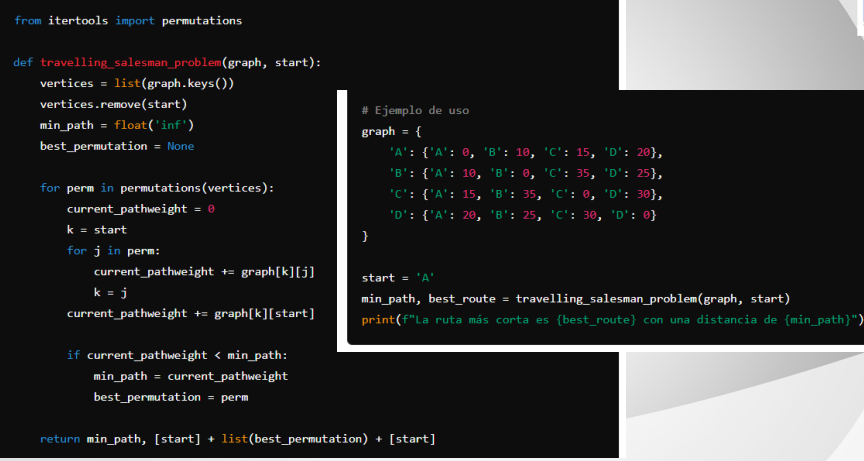 from itertools import permutations
def travelling_salesman_problem(graph, start):
    vertices = list(graph.keys())
    vertices.remove(start)
    min_path = float('inf')
    best_permutation = None
    for perm in permutations(vertices):
        current_pathweight = 0
        k = start
        for j in perm:
            current_pathweight += graph[k][j]
            k = j
        current_pathweight += graph[k][start]
        if current_pathweight < min_path:
            min_path = current_pathweight
            best_permutation = perm
    return min_path, [start] + list(best_permutation) + [start]
# Ejemplo de uso
graph = {
    'A': {'A': 0, 'B': 10, 'C': 15, 'D': 20},
    'B': {'A': 10, 'B': 0, 'C': 35, 'D': 25},
    'C': {'A': 15, 'B': 35, 'C': 0, 'D': 30},
    'D': {'A': 20, 'B': 25, 'C': 30, 'D': 0}
}
start = 'A'
min_path, best_route = travelling_salesman_problem(graph, start)
print(f"La ruta más corta es {best_route} con una distancia de {min_path}")